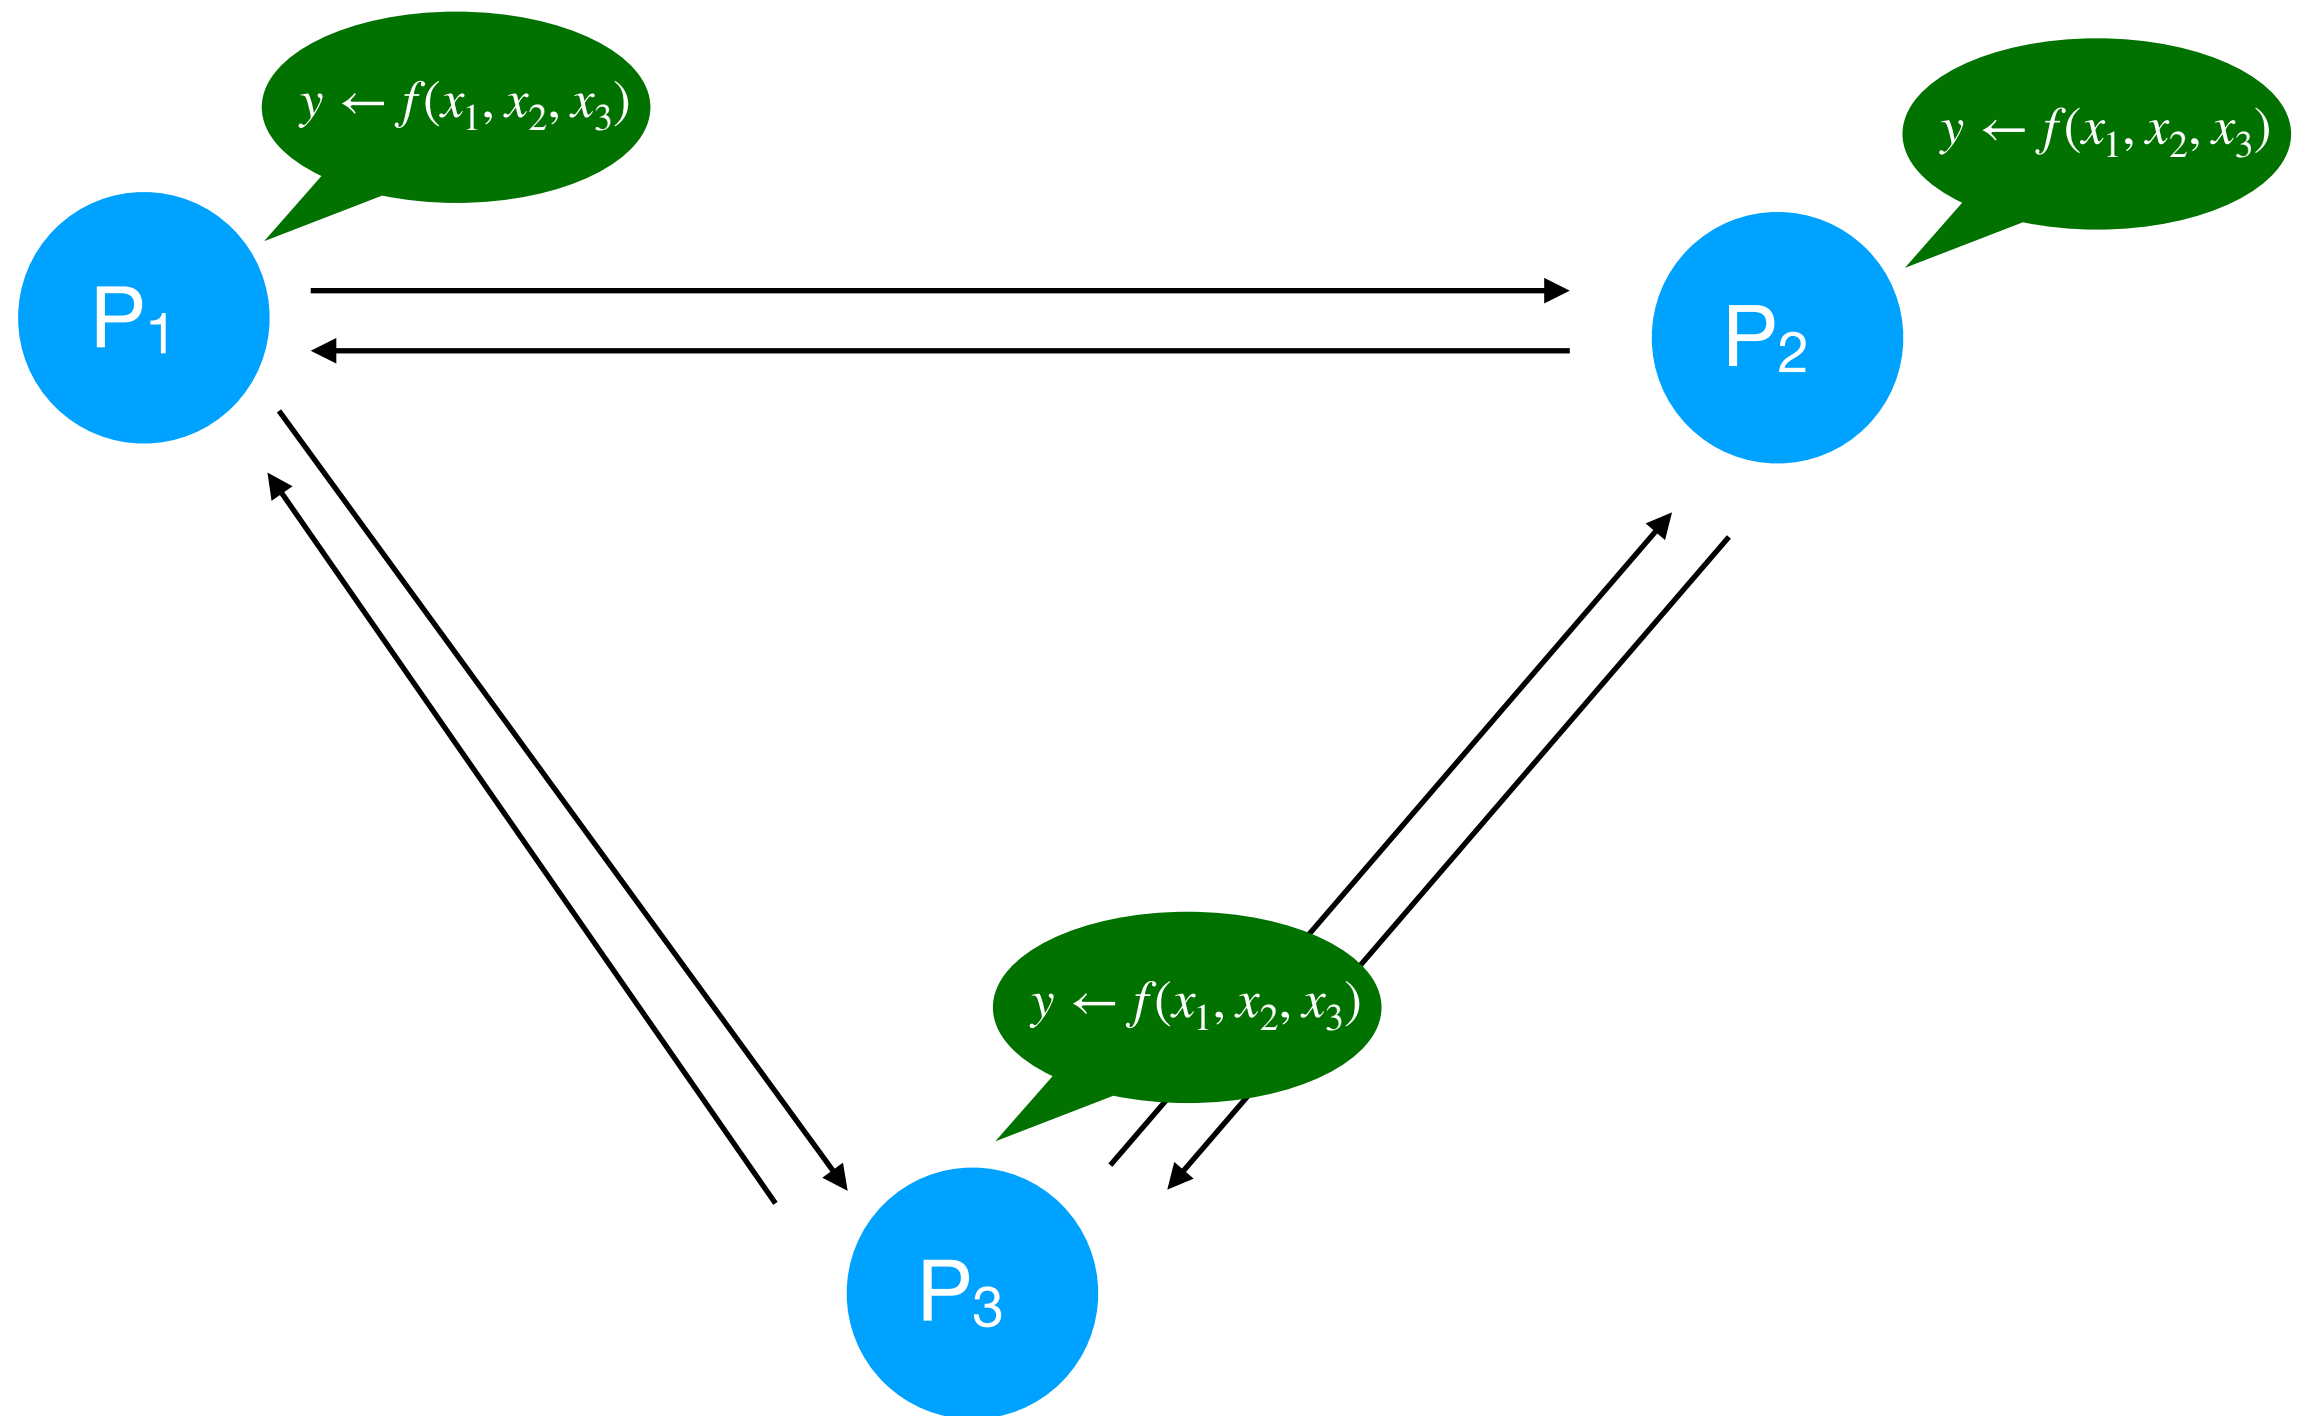 y ← f(x₁, x₂, x₃)
y ← f(x₁, x₂, x₃)
P₁
P₂
y ← f(x₁, x₂, x₃)
P₃